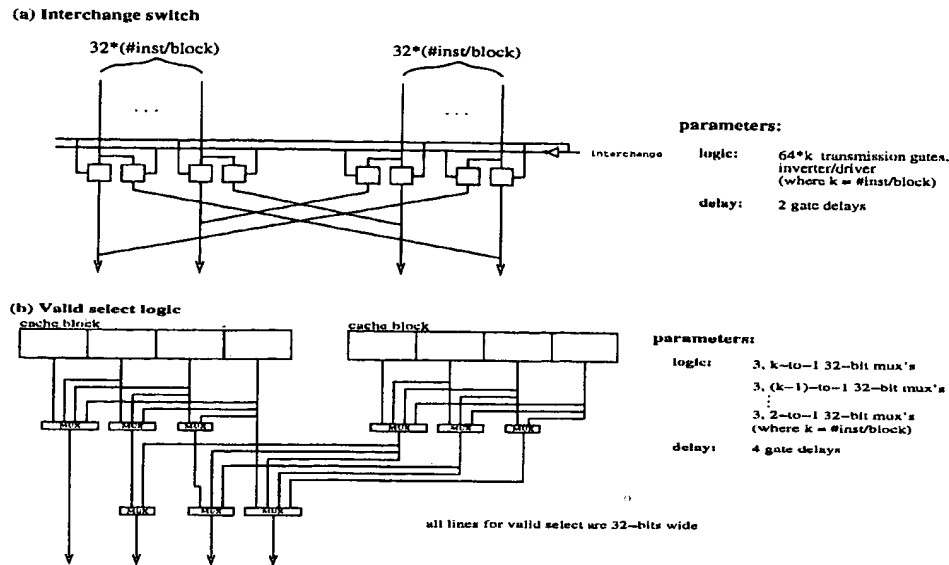 (a) Interchange switch
32*(#inst/block)
32*(#inst/block)
...
...
interchange
parameters:
logic: 64*k transmission gates,
inverter/driver
(where k = #inst/block)
delay: 2 gate delays
(b) Valid select logic
cache block
cache block
MUX
MUX
MUX
MUX
MUX
MUX
MUX
MUX
MUX
parameters:
logic: 3, k-to-1 32-bit mux's
3, (k-1)-to-1 32-bit mux's
⋮
3, 2-to-1 32-bit mux's
(where k = #inst/block)
delay: 4 gate delays
all lines for valid select are 32-bits wide